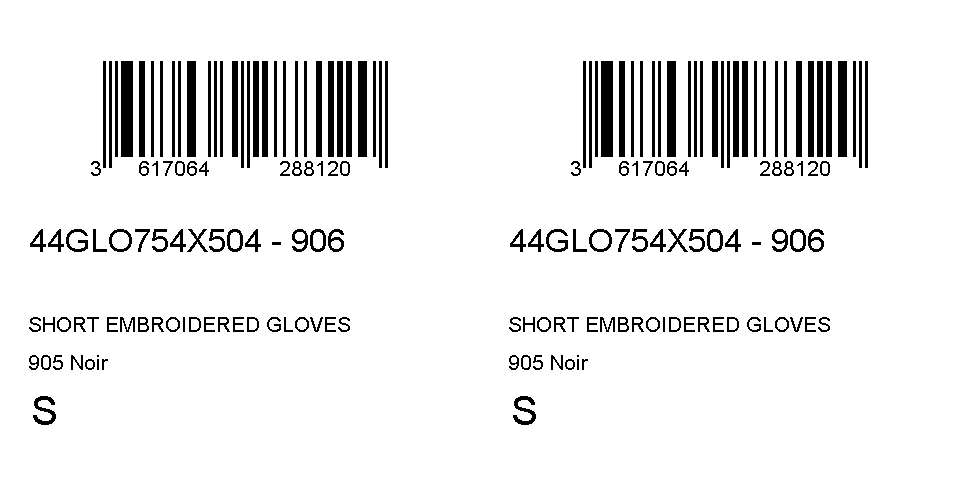 3 617064 288120
44GLO754X504 - 906
SHORT EMBROIDERED GLOVES
905 Noir
S
3 617064 288120
44GLO754X504 - 906
SHORT EMBROIDERED GLOVES
905 Noir
S